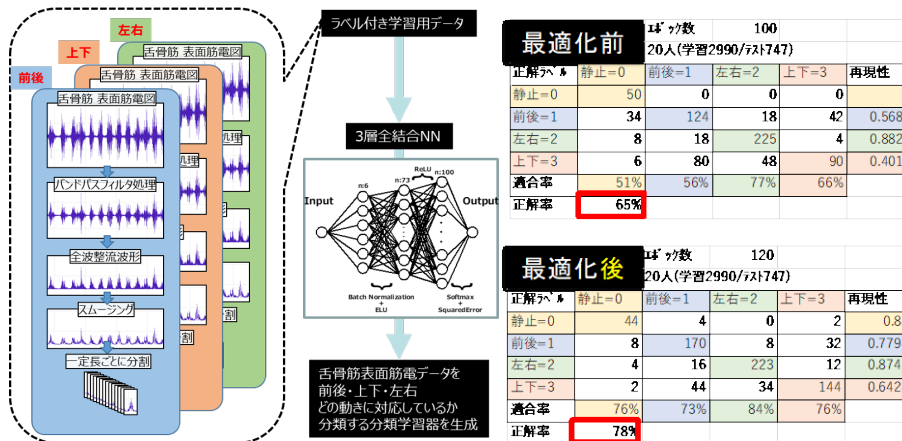 左右
上下
前後
舌骨筋 表面筋電図
舌骨筋 表面筋電図
舌骨筋 表面筋電図
処理
処理
バンドパスフィルタ処理
全波整流波形
スムージング
割
割
一定長ごとに分割
ラベル付き学習用データ
3層全結合NN
ReLU
n:6
n:73
n:100
Input
Output
Batch Normalization
+
ELU
Softmax
+
SquaredError
舌骨筋表面筋電データを
前後・上下・左右
どの動きに対応しているか
分類する分類学習器を生成
最適化前
エポック数 100
20人(学習2990/テスト747)
正解ラベル 静止=0 前後=1 左右=2 上下=3 再現性
静止=0 50 0 0 0
前後=1 34 124 18 42 0.568
左右=2 8 18 225 4 0.882
上下=3 6 80 48 90 0.401
適合率 51% 56% 77% 66%
正解率 65%
最適化後
エポック数 120
20人(学習2990/テスト747)
正解ラベル 静止=0 前後=1 左右=2 上下=3 再現性
静止=0 44 4 0 2 0.8
前後=1 8 170 8 32 0.779
左右=2 4 16 223 12 0.874
上下=3 2 44 34 144 0.642
適合率 76% 73% 84% 76%
正解率 78%